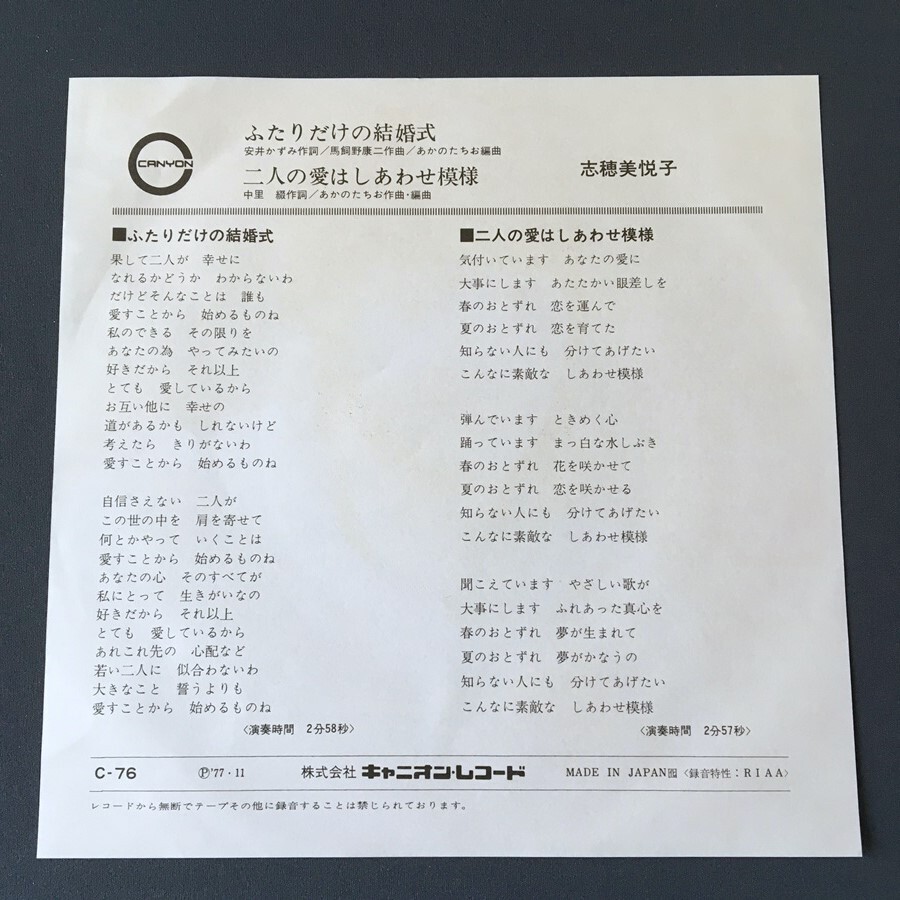 CANYON
ふたりだけの結婚式
安井かずみ作詞／馬飼野康二作曲／あかのたちお編曲
二人の愛はしあわせ模様
中里 綴作詞／あかのたちお作曲・編曲
志穂美悦子
■ふたりだけの結婚式
果して二人が 幸せに
なれるかどうか わからないわ
だけどそんなことは 誰も
愛すことから 始めるものね
私のできる その限りを
あなたの為 やってみたいの
好きだから それ以上
とても 愛しているから
お互い他に 幸せの
道があるかも しれないけど
考えたら きりがないわ
愛すことから 始めるものね
自信さえない 二人が
この世の中を 肩を寄せて
何とかやって いくことは
愛すことから 始めるものね
あなたの心 そのすべてが
私にとって 生きがいなの
好きだから それ以上
とても 愛しているから
あれこれ先の 心配など
若い二人に 似合わないわ
大きなこと 誓うよりも
愛すことから 始めるものね
〈演奏時間 2分58秒〉
■二人の愛はしあわせ模様
気付いています あなたの愛に
大事にします あたたかい眼差しを
春のおとずれ 恋を運んで
夏のおとずれ 恋を育てた
知らない人にも 分けてあげたい
こんなに素敵な しあわせ模様
弾んでいます ときめく心
踊っています まっ白な水しぶき
春のおとずれ 花を咲かせて
夏のおとずれ 恋を咲かせる
知らない人にも 分けてあげたい
こんなに素敵な しあわせ模様
聞こえています やさしい歌が
大事にします ふれあった真心を
春のおとずれ 夢が生まれて
夏のおとずれ 夢がかなうの
知らない人にも 分けてあげたい
こんなに素敵な しあわせ模様
〈演奏時間 2分57秒〉
C-76 Ⓟ'77・11 株式会社 キャニオン・レコード MADE IN JAPAN 〈録音特性：RIAA〉
レコードから無断でテープその他に録音することは禁じられております。